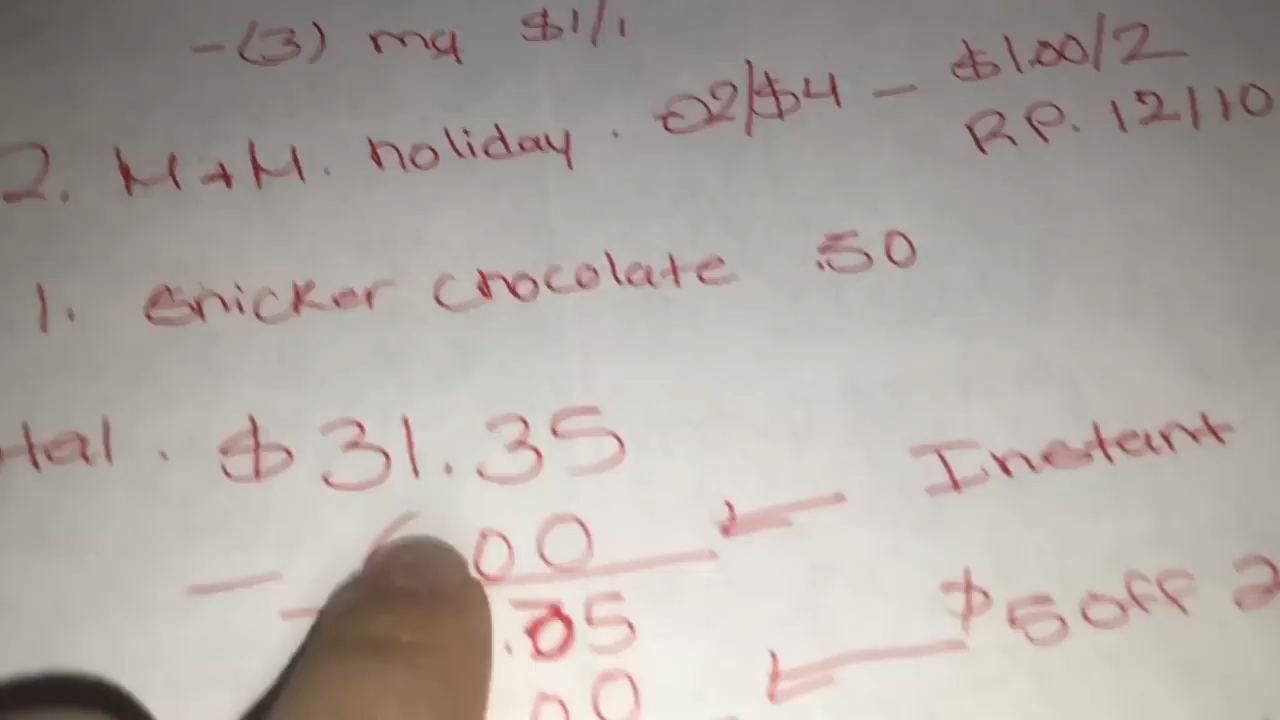 -(3) mq $1/1
2. M+M. holiday. 02/$4 - $1.00/2
RP. 12/10
1. Snicker Chocolate .50
tal. $31.35
00 Instant
- .05 $5 off 2
00